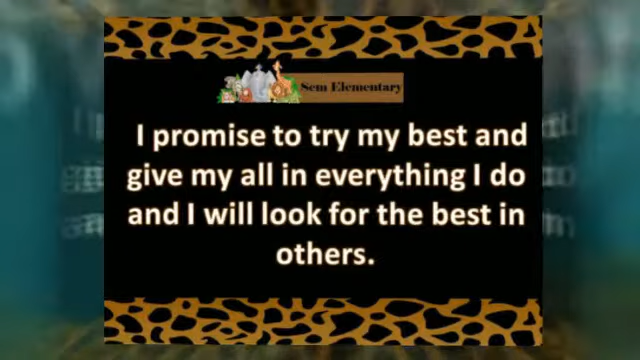 Sem Elementary
I promise to try my best and
give my all in everything I do
and I will look for the best in
others.